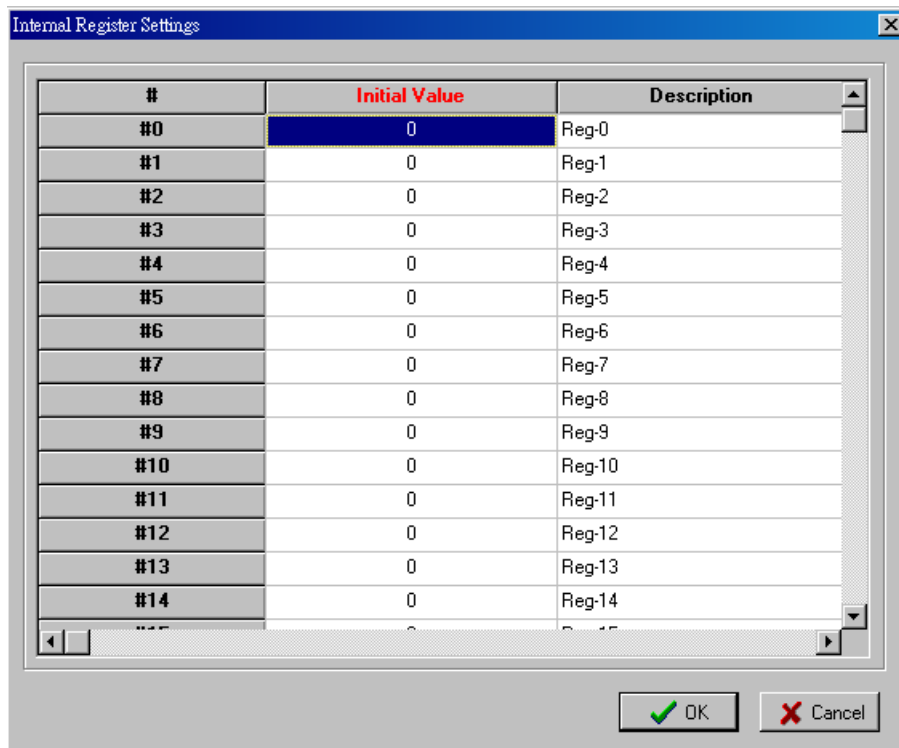 Internal Register Settings
# Initial Value Description
#0 0 Reg-0
#1 0 Reg-1
#2 0 Reg-2
#3 0 Reg-3
#4 0 Reg-4
#5 0 Reg-5
#6 0 Reg-6
#7 0 Reg-7
#8 0 Reg-8
#9 0 Reg-9
#10 0 Reg-10
#11 0 Reg-11
#12 0 Reg-12
#13 0 Reg-13
#14 0 Reg-14
OK Cancel